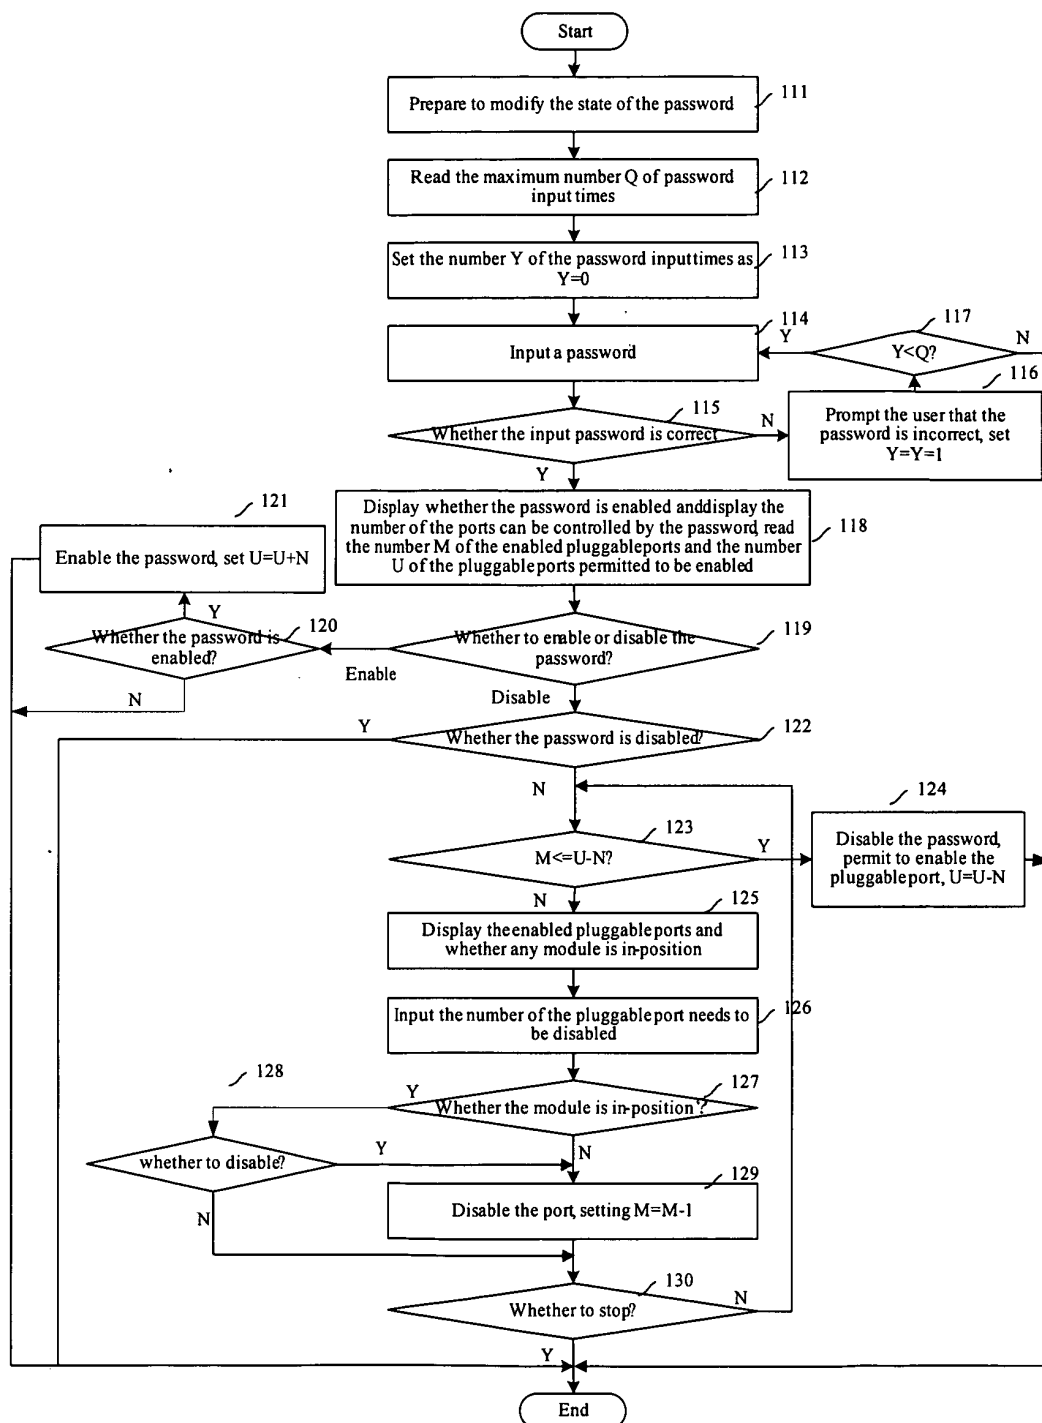 Start
Prepare to modify the state of the password
111
Read the maximum number Q of password
input times
112
Set the number Y of the password inputtimes as
Y=0
113
114
Input a password
117
Y
Y<Q?
N
116
115
Whether the input password is correct
N
Prompt the user that the
password is incorrect, set
Y=Y=1
Y
121
Enable the password, set U=U+N
Display whether the password is enabled anddisplay the
number of the ports can be controlled by the password, read
the number M of the enabled pluggableports and the number
U of the pluggableports permitted to be enabled
118
Y
Whether the password is
enabled?
120
Whether to enable or disable the
password?
119
Enable
N
Disable
Y
Whether the password is disabled?
122
N
124
123
M<=U-N?
Y
Disable the password,
permit to enable the
pluggableport, U=U-N
N
125
Display theenabled pluggableports and
whether any module is in-position
Input the number of the pluggableport needs to
be disabled
126
128
Y
127
Whether the module is in-position ?
whether to disable?
Y
N
129
Disable the port, setting M=M-1
N
130
Whether to stop?
N
Y
End